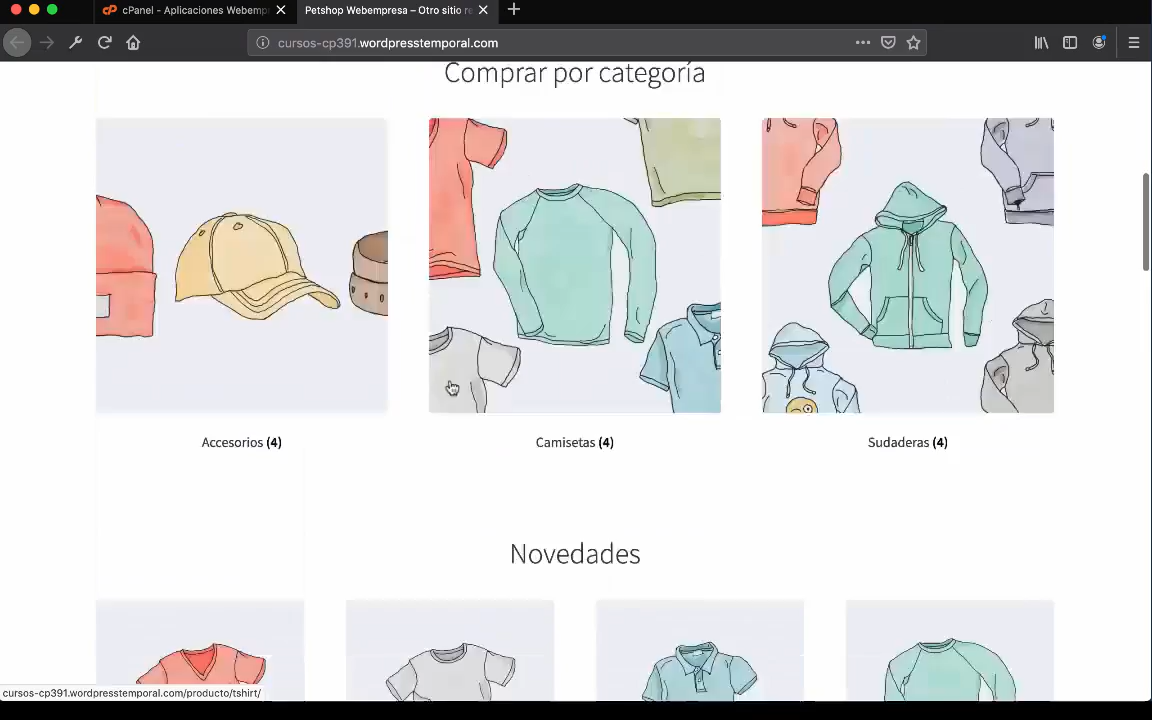 cPanel - Aplicaciones Webemp
Petshop Webempresa – Otro sitio re
cursos-cp391.wordpresstemporal.com
Comprar por categoría
Accesorios (4)
Camisetas (4)
Sudaderas (4)
Novedades
cursos-cp391.wordpresstemporal.com/producto/tshirt/